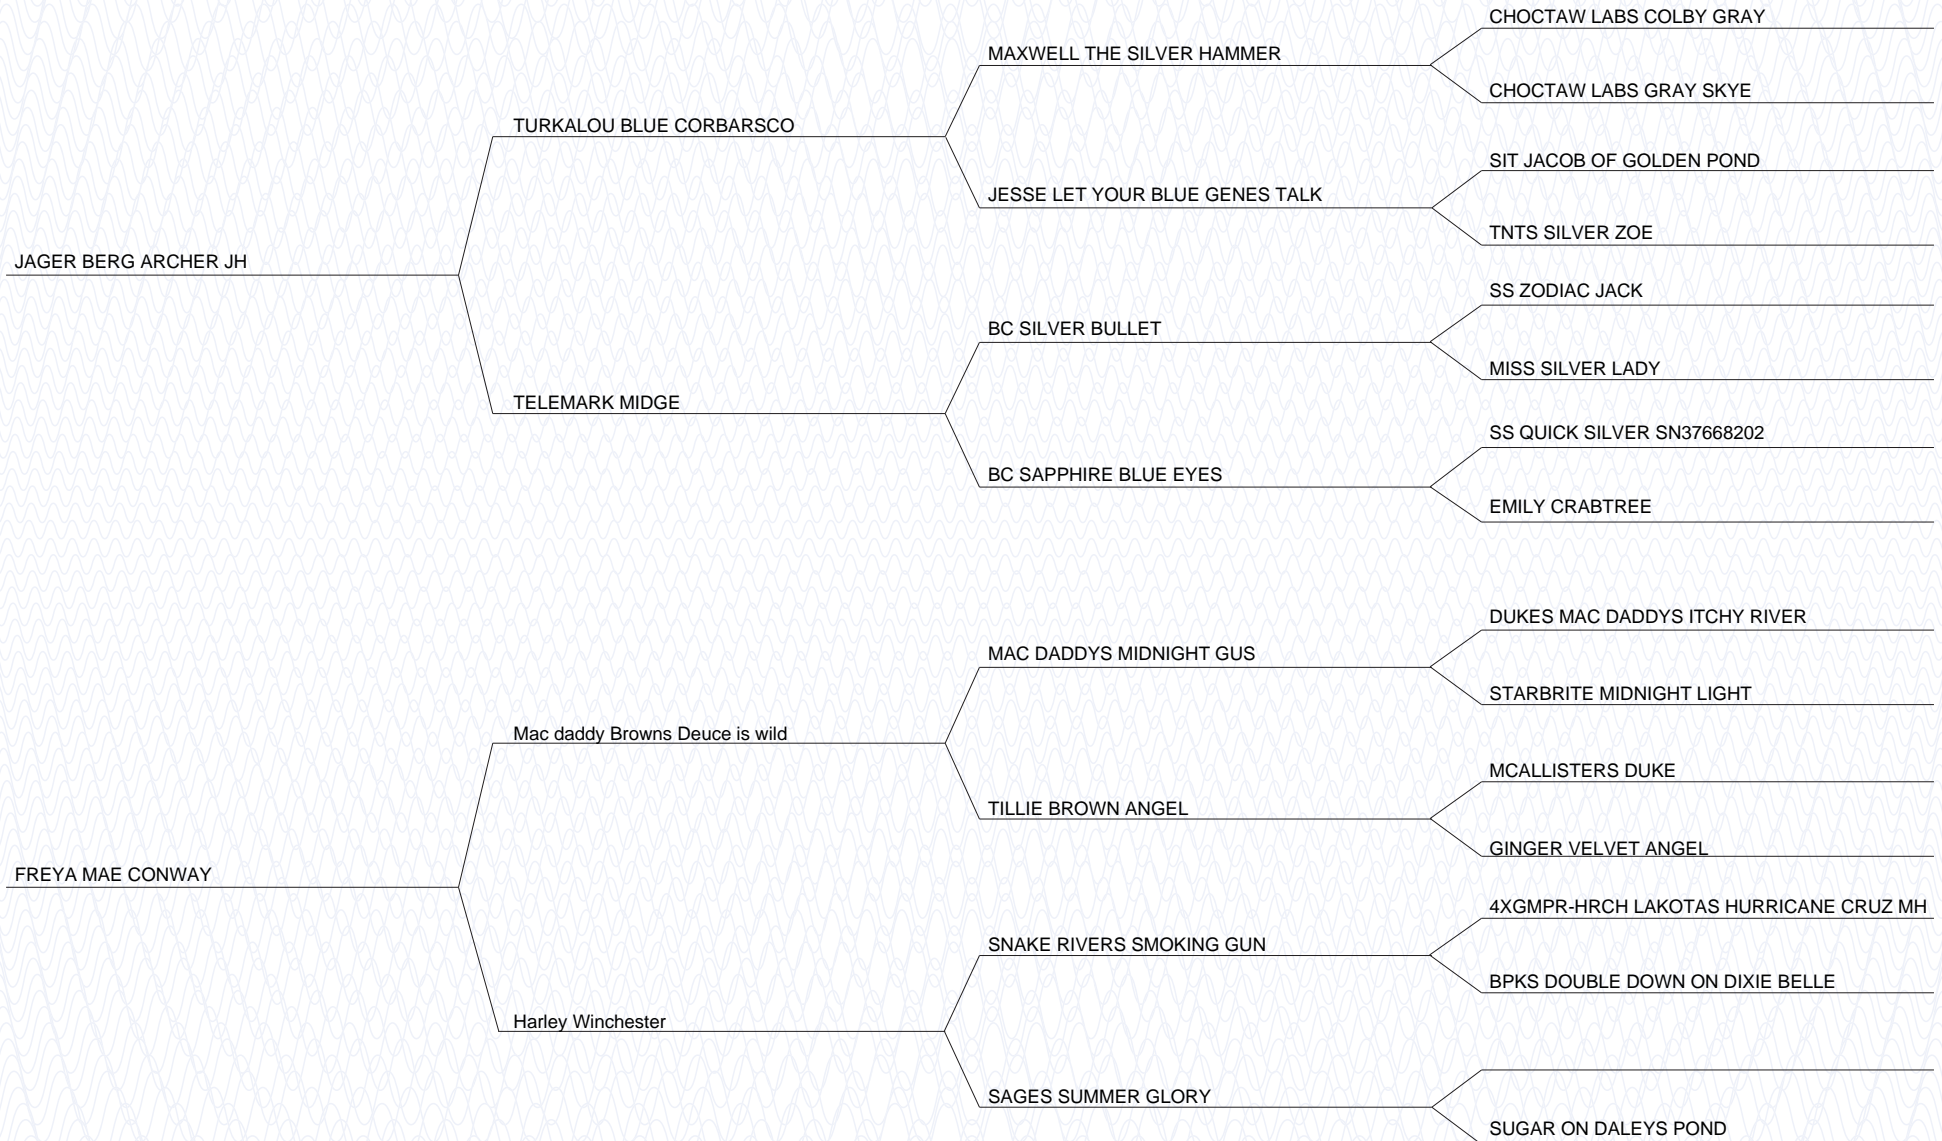 CHOCTAW LABS COLBY GRAY
MAXWELL THE SILVER HAMMER
CHOCTAW LABS GRAY SKYE
TURKALOU BLUE CORBARSCO
SIT JACOB OF GOLDEN POND
JESSE LET YOUR BLUE GENES TALK
TNTS SILVER ZOE
JAGER BERG ARCHER JH
SS ZODIAC JACK
BC SILVER BULLET
MISS SILVER LADY
TELEMARK MIDGE
SS QUICK SILVER SN37668202
BC SAPPHIRE BLUE EYES
EMILY CRABTREE
DUKES MAC DADDYS ITCHY RIVER
MAC DADDYS MIDNIGHT GUS
STARBRITE MIDNIGHT LIGHT
Mac daddy Browns Deuce is wild
MCALLISTERS DUKE
TILLIE BROWN ANGEL
GINGER VELVET ANGEL
FREYA MAE CONWAY
4XGMPR-HRCH LAKOTAS HURRICANE CRUZ MH
SNAKE RIVERS SMOKING GUN
BPKS DOUBLE DOWN ON DIXIE BELLE
Harley Winchester
SAGES SUMMER GLORY
SUGAR ON DALEYS POND